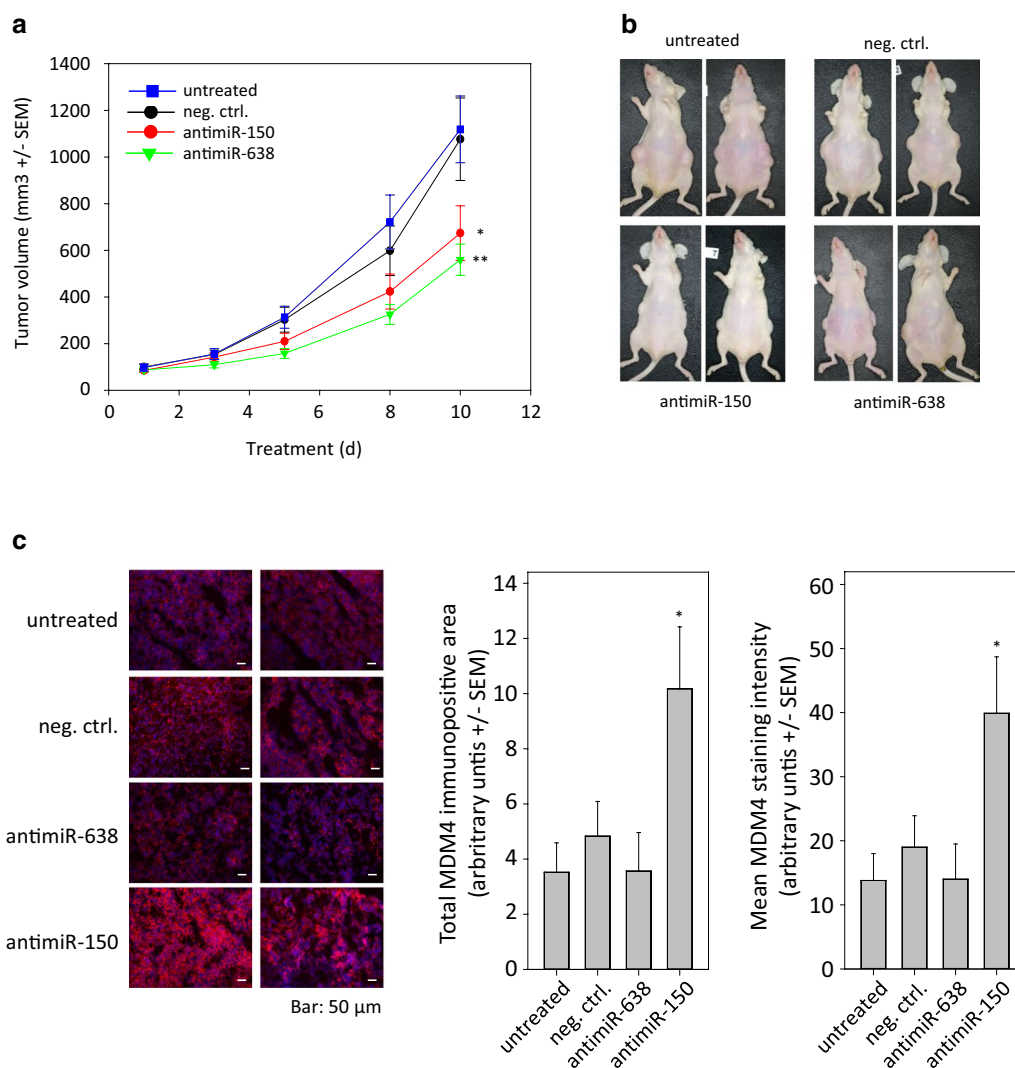 a
Tumor volume (mm3 +/- SEM)
1400
1200
1000
800
600
400
200
0
untreated
neg. ctrl.
antimiR-150
antimiR-638
*
**
0 2 4 6 8 10 12
Treatment (d)
b
untreated neg. ctrl.
7
antimiR-150 antimiR-638
c
untreated
neg. ctrl.
antimiR-638
antimiR-150
Bar: 50 µm
Total MDM4 immunopositive area
(arbritrary untis +/- SEM)
14
12
10
8
6
4
2
0
*
untreated
neg. ctrl.
antimiR-638
antimiR-150
Mean MDM4 staining intensity
(arbitrary untis +/- SEM)
60
50
40
30
20
10
0
*
untreated
neg. ctrl.
antimiR-638
antimiR-150